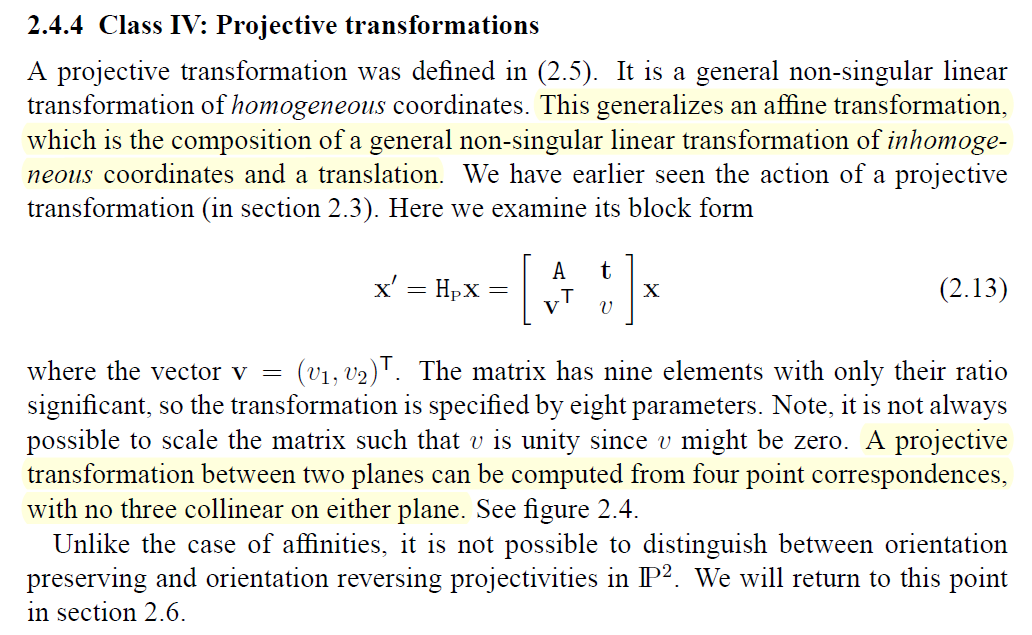 2.4.4 Class IV: Projective transformations
A projective transformation was defined in (2.5). It is a general non-singular linear
transformation of homogeneous coordinates. This generalizes an affine transformation,
which is the composition of a general non-singular linear transformation of inhomoge-
neous coordinates and a translation. We have earlier seen the action of a projective
transformation (in section 2.3). Here we examine its block form
x′ = H_P x = [ A t ; v^T v ] x (2.13)
where the vector v = (v₁, v₂)^T. The matrix has nine elements with only their ratio
significant, so the transformation is specified by eight parameters. Note, it is not always
possible to scale the matrix such that v is unity since v might be zero. A projective
transformation between two planes can be computed from four point correspondences,
with no three collinear on either plane. See figure 2.4.
Unlike the case of affinities, it is not possible to distinguish between orientation
preserving and orientation reversing projectivities in ℙ². We will return to this point
in section 2.6.